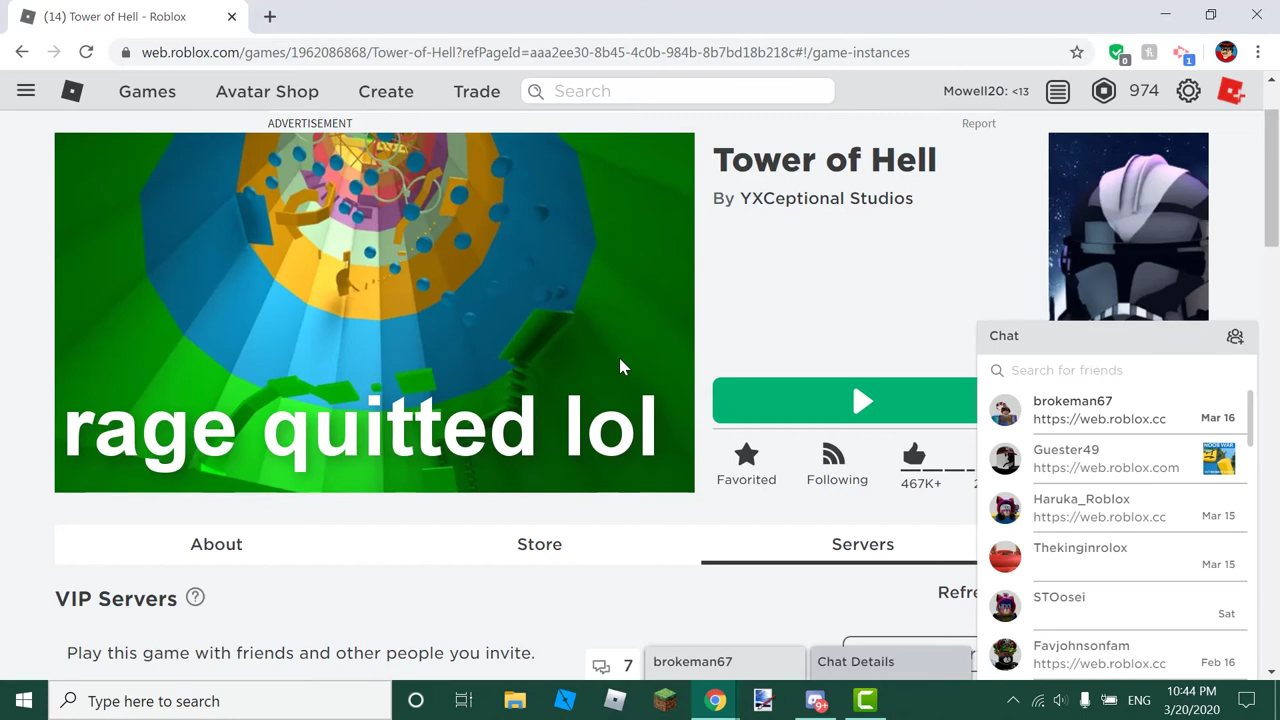 (14) Tower of Hell - Roblox
web.roblox.com/games/1962086868/Tower-of-Hell?refPageId=aaa2ee30-8b45-4c0b-984b-8b7bd18b218c#!/game-instances
0
1
Games
Avatar Shop
Create
Trade
Search
Mowell20: <13
974
ADVERTISEMENT
Report
rage quitted lol
Tower of Hell
By YXCeptional Studios
Favorited
Following
467K+
About
Store
Servers
VIP Servers
Refre
Play this game with friends and other people you invite.
Chat
Search for friends
brokeman67
https://web.roblox.cc
Mar 16
Guester49
https://web.roblox.com
Haruka_Roblox
https://web.roblox.cc
Mar 15
Thekinginrolox
Mar 15
STOosei
Sat
Favjohnsonfam
https://web.roblox.cc
Feb 16
7
brokeman67
Chat Details
Type here to search
9+
ENG
10:44 PM
3/20/2020